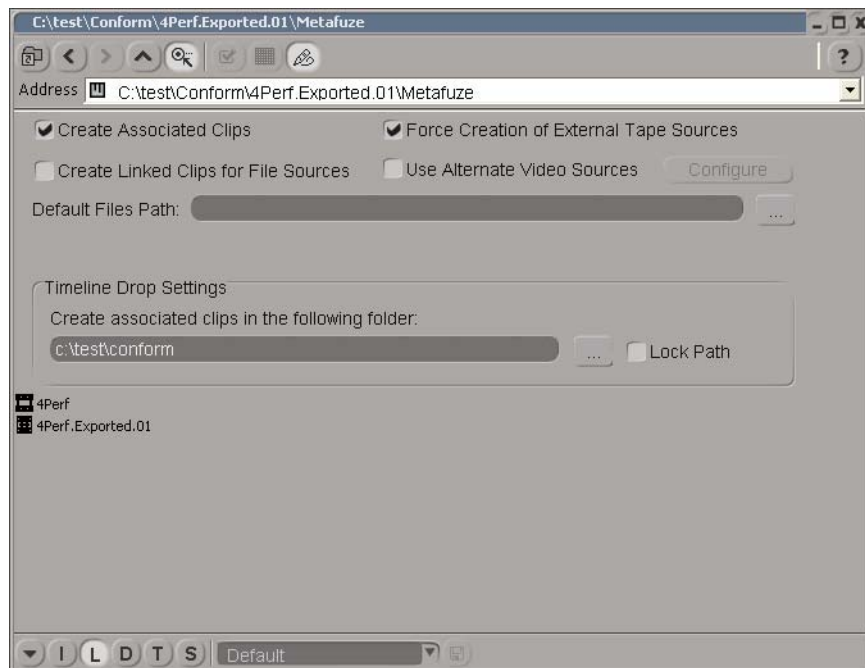 C:\test\Conform\4Perf.Exported.01\Metafuze
?
Address C:\test\Conform\4Perf.Exported.01\Metafuze
Create Associated Clips Force Creation of External Tape Sources
Create Linked Clips for File Sources Use Alternate Video Sources Configure
Default Files Path: ...
Timeline Drop Settings
Create associated clips in the following folder:
c:\test\conform ... Lock Path
4Perf
4Perf.Exported.01
I L D T S Default